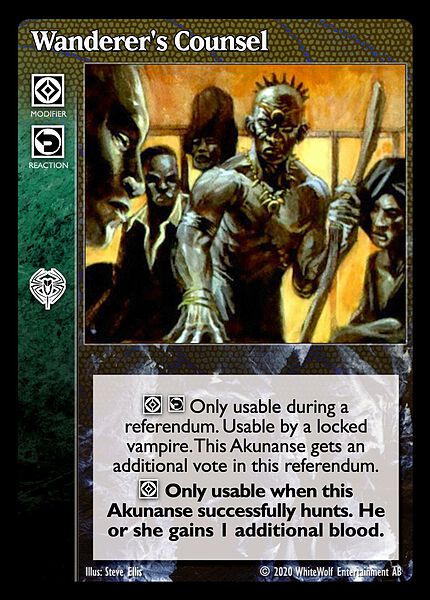 Wanderer's Counsel
MODIFIER
REACTION
Only usable during a
referendum. Usable by a locked
vampire. This Akunanse gets an
additional vote in this referendum.
Only usable when this
Akunanse successfully hunts. He
or she gains 1 additional blood.
Illus: Steve Ellis © 2020 WhiteWolf Entertainment AB